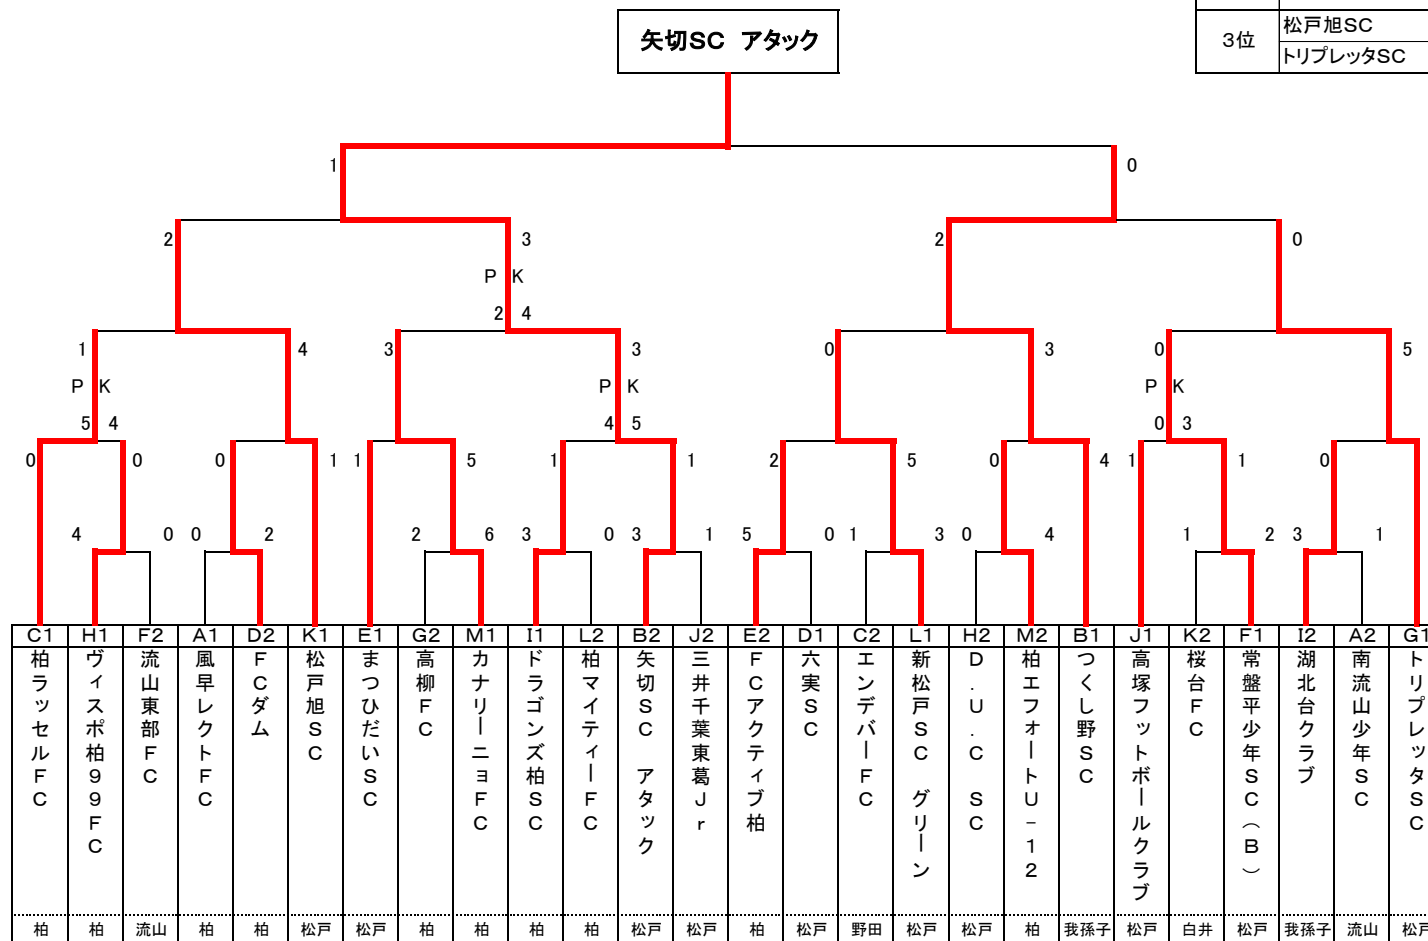 矢切SC アタック
3位
松戸旭SC
トリプレッタSC
1
0
2
3
2
0
P K
2 4
1
4
3
3
0
3
0
5
P K
P K
P K
5 4
4 5
0 3
0
0
0
1
1
5
1
1
2
5
0
4
1
1
0
4
0
0
2
2
6
3
0
3
1
5
0
1
3
0
4
1
2
3
1
C1 H1 F2 A1 D2 K1 E1 G2 M1 I1 L2 B2 J2 E2 D1 C2 L1 H2 M2 B1 J1 K2 F1 I2 A2 G1
柏ラッセルFC
ヴィスポ柏99FC
流山東部FC
風早レクトFC
FCダム
松戸旭SC
まつひだいSC
高柳FC
カナリーニョFC
ドラゴンズ柏SC
柏マイティーFC
矢切SC アタック
三井千葉東葛Jr
FCアクティブ柏
六実SC
エンデバーFC
新松戸SC グリーン
D.U.C SC
柏エフォートU-12
つくし野SC
高塚フットボールクラブ
桜台FC
常盤平少年SC(B)
湖北台クラブ
南流山少年SC
トリプレッタSC
柏 柏 流山 柏 柏 松戸 松戸 柏 柏 柏 柏 松戸 松戸 柏 松戸 野田 松戸 松戸 柏 我孫子 松戸 白井 松戸 我孫子 流山 松戸